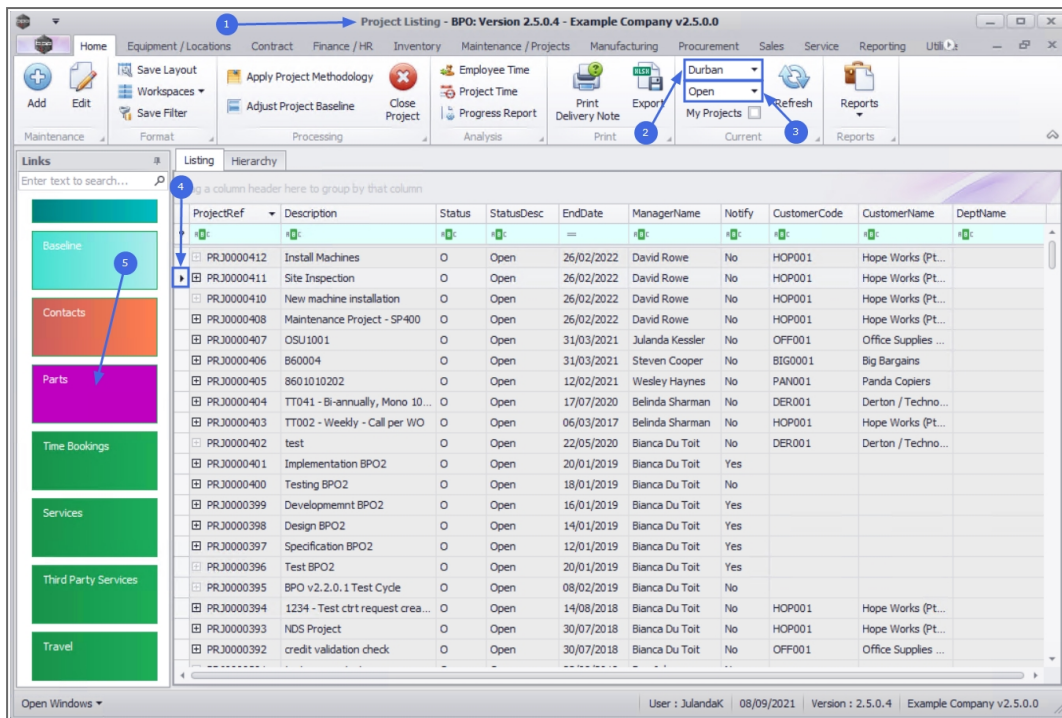 1
Project Listing - BPO: Version 2.5.0.4 - Example Company v2.5.0.0
Home Equipment / Locations Contract Finance / HR Inventory Maintenance / Projects Manufacturing Procurement Sales Service Reporting
Add
Edit
Maintenance
Save Layout
Workspaces
Save Filter
Format
Apply Project Methodology
Adjust Project Baseline
Close Project
Processing
Employee Time
Project Time
Progress Report
Analysis
Print Delivery Note
Export
Print
2
Durban
Open
My Projects
Refresh
3
Current
Reports
Reports
Links
Enter text to search...
Baseline
5
Contacts
Parts
Time Bookings
Services
Third Party Services
Travel
Listing Hierarchy
4
a column header here to group by that column
ProjectRef Description Status StatusDesc EndDate ManagerName Notify CustomerCode CustomerName DeptName
PRJ0000412 Install Machines O Open 26/02/2022 David Rowe No HOP001 Hope Works (Pt...
PRJ0000411 Site Inspection O Open 26/02/2022 David Rowe No HOP001 Hope Works (Pt...
PRJ0000410 New machine installation O Open 26/02/2022 David Rowe No HOP001 Hope Works (Pt...
PRJ0000408 Maintenance Project - SP400 O Open 26/02/2022 David Rowe No HOP001 Hope Works (Pt...
PRJ0000407 OSU1001 O Open 31/03/2021 Julanda Kessler No OFF001 Office Supplies ...
PRJ0000406 B60004 O Open 31/03/2021 Steven Cooper No BIG0001 Big Bargains
PRJ0000405 8601010202 O Open 12/02/2021 Wesley Haynes No PAN001 Panda Copiers
PRJ0000404 TT041 - Bi-annually, Mono 10... O Open 17/07/2020 Belinda Sharman No DER001 Derton / Techno...
PRJ0000403 TT002 - Weekly - Call per WO O Open 06/03/2017 Belinda Sharman No HOP001 Hope Works (Pt...
PRJ0000402 test O Open 22/05/2020 Bianca Du Toit No DER001 Derton / Techno...
PRJ0000401 Implementation BPO2 O Open 20/01/2019 Bianca Du Toit Yes
PRJ0000400 Testing BPO2 O Open 18/01/2019 Bianca Du Toit No
PRJ0000399 Developmemnt BPO2 O Open 16/01/2019 Bianca Du Toit Yes
PRJ0000398 Design BPO2 O Open 14/01/2019 Bianca Du Toit Yes
PRJ0000397 Specification BPO2 O Open 12/01/2019 Bianca Du Toit Yes
PRJ0000396 Test BPO2 O Open 20/01/2019 Bianca Du Toit Yes
PRJ0000395 BPO v2.2.0.1 Test Cycle O Open 08/02/2019 Bianca Du Toit No
PRJ0000394 1234 - Test ctrt request crea... O Open 14/08/2018 Bianca Du Toit No HOP001 Hope Works (Pt...
PRJ0000393 NDS Project O Open 30/07/2018 Bianca Du Toit No HOP001 Hope Works (Pt...
PRJ0000392 credit validation check O Open 30/07/2018 Bianca Du Toit No OFF001 Office Supplies ...
Open Windows
User : JulandaK 08/09/2021 Version : 2.5.0.4 Example Company v2.5.0.0